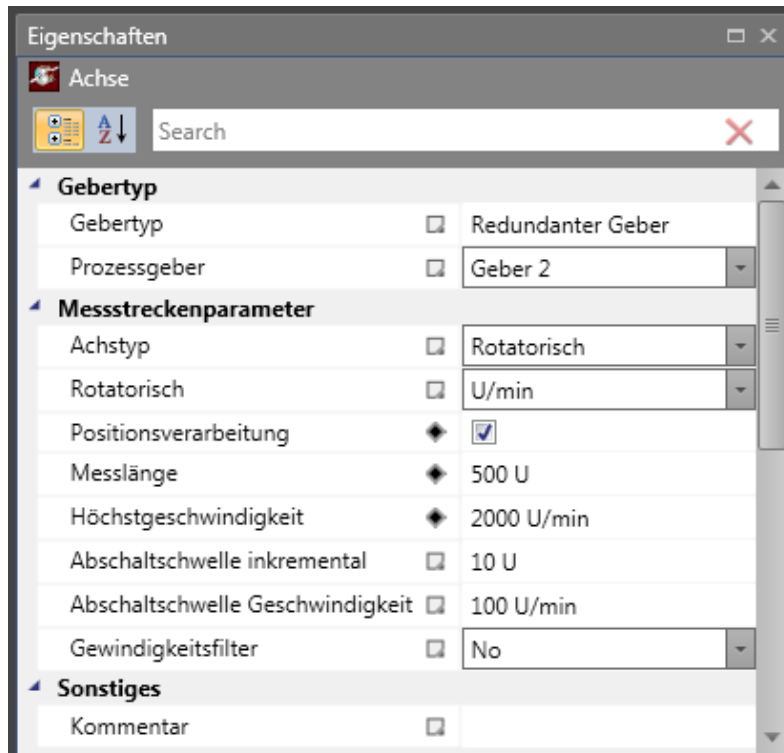 Eigenschaften
Achse
A
Z
Search
Gebertyp
Gebertyp Redundanter Geber
Prozessgeber Geber 2
Messstreckenparameter
Achstyp Rotatorisch
Rotatorisch U/min
Positionsverarbeitung
Messlänge 500 U
Höchstgeschwindigkeit 2000 U/min
Abschaltschwelle inkremental 10 U
Abschaltschwelle Geschwindigkeit 100 U/min
Gewindigkeitsfilter No
Sonstiges
Kommentar